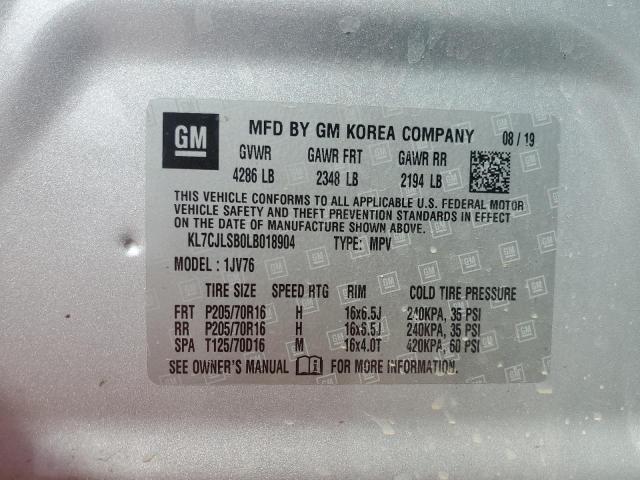 GM
MFD BY GM KOREA COMPANY 08 / 19
GVWR GAWR FRT GAWR RR
4286 LB 2348 LB 2194 LB
THIS VEHICLE CONFORMS TO ALL APPLICABLE U.S. FEDERAL MOTOR
VEHICLE SAFETY AND THEFT PREVENTION STANDARDS IN EFFECT
ON THE DATE OF MANUFACTURE SHOWN ABOVE.
KL7CJLSB0LB018904 TYPE: MPV
MODEL : 1JV76
TIRE SIZE SPEED RTG RIM COLD TIRE PRESSURE
FRT P205/70R16 H 16x6.5J 240KPA, 35 PSI
RR P205/70R16 H 16x6.5J 240KPA, 35 PSI
SPA T125/70D16 M 16x4.0T 420KPA, 60 PSI
SEE OWNER'S MANUAL FOR MORE INFORMATION.